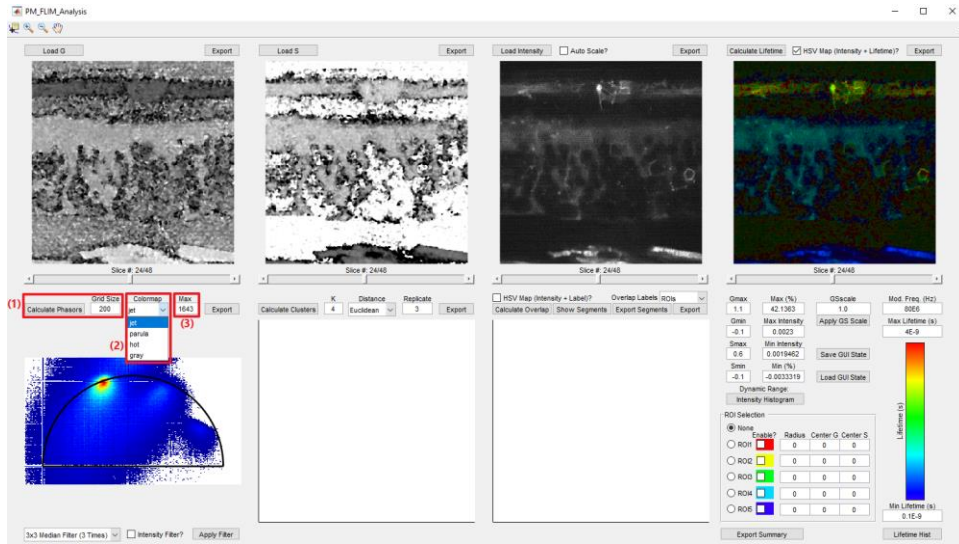 PM_FLIM_Analysis
Load G Export Load S Export Load Intensity Auto Scale? Export Calculate Lifetime HSV Map (Intensity + Lifetime)? Export
Slice #: 24/48 Slice #: 24/48 Slice #: 24/48 Slice #: 24/48
(1) Calculate Phasors Grid Size 200 Colormap jet Max 1643 Export
jet
parula
hot
gray
(2)
(3)
K Distance Replicate
Calculate Clusters 4 Euclidean 3 Export
HSV Map (Intensity + Label)? Overlap Labels ROIs
Calculate Overlap Show Segments Export Segments Export
Gmax Max (%) GSscale Mod. Freq. (Hz)
1.1 42.1383 1.0 80E6
Gmin Max Intensity Apply GS Scale Max Lifetime (s)
-0.1 0.0023 4E-9
Smax Min Intensity
0.6 0.0019462 Save GUI State
Smin Min (%)
-0.1 -0.0033319 Load GUI State
Dynamic Range:
Intensity Histogram
Lifetime (s)
ROI Selection
None
Enable? Radius Center G Center S
ROI1 0 0 0
ROI2 0 0 0
ROI3 0 0 0
ROI4 0 0 0
ROI5 0 0 0
Min Lifetime (s)
0.1E-9
3x3 Median Filter (3 Times) Intensity Filter? Apply Filter
Export Summary Lifetime Hist